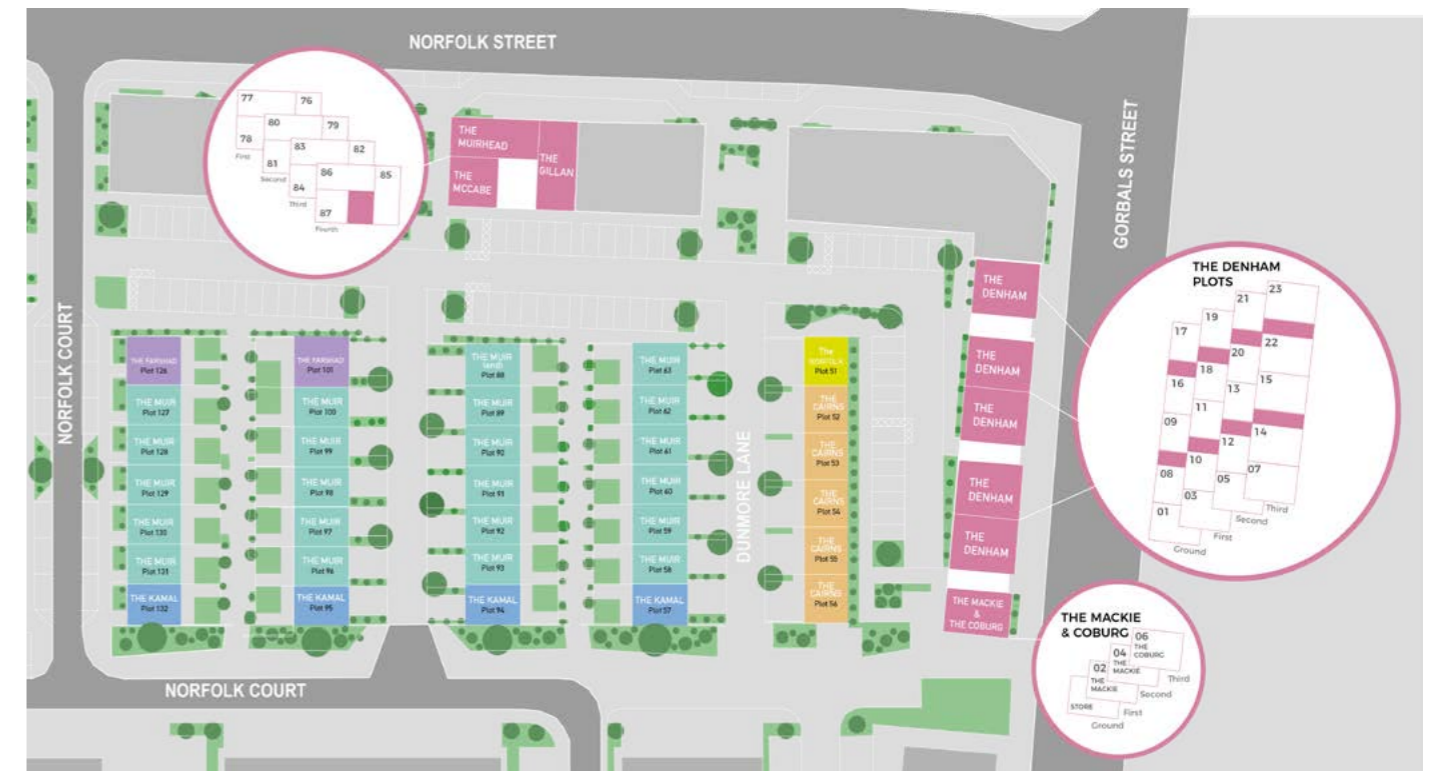 NORFOLK STREET
GORBALS STREET
NORFOLK COURT
NORFOLK COURT
DUNMORE LANE
77
76
80
79
78
First
83
82
81
Second
86
85
84
Third
87
Fourth
THE
MUIRHEAD
THE
GILLAN
THE
MCCABE
THE
DENHAM
THE
DENHAM
THE
DENHAM
THE
DENHAM
THE
DENHAM
THE MACKIE
&
THE COBURG
THE DENHAM
PLOTS
23
21
19
17
22
20
18
16
15
13
11
09
14
12
10
08
07
05
03
01
Third
Second
First
Ground
THE MACKIE
& COBURG
06
THE
COBURG
04
THE
MACKIE
02
THE
MACKIE
STORE
Third
Second
First
Ground
THE FARSHAD
Plot 126
THE MUIR
Plot 127
THE MUIR
Plot 128
THE MUIR
Plot 129
THE MUIR
Plot 130
THE MUIR
Plot 131
THE KAMAL
Plot 132
THE FARSHAD
Plot 101
THE MUIR
Plot 100
THE MUIR
Plot 99
THE MUIR
Plot 98
THE MUIR
Plot 97
THE MUIR
Plot 96
THE KAMAL
Plot 95
THE MUIR
Plot 88
THE MUIR
Plot 89
THE MUIR
Plot 90
THE MUIR
Plot 91
THE MUIR
Plot 92
THE MUIR
Plot 93
THE KAMAL
Plot 94
THE MUIR
Plot 63
THE MUIR
Plot 62
THE MUIR
Plot 61
THE MUIR
Plot 60
THE MUIR
Plot 59
THE MUIR
Plot 58
THE KAMAL
Plot 57
The
NORFOLK
Plot 51
THE
CAIRNS
Plot 52
THE
CAIRNS
Plot 53
THE
CAIRNS
Plot 54
THE
CAIRNS
Plot 55
THE
CAIRNS
Plot 56